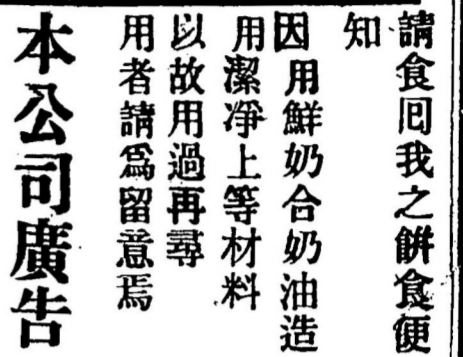 請食囘我之餅食便
知
因用鮮奶合奶油造
用潔凈上等材料
以故用過再尋
用者請爲留意焉
本公司廣告